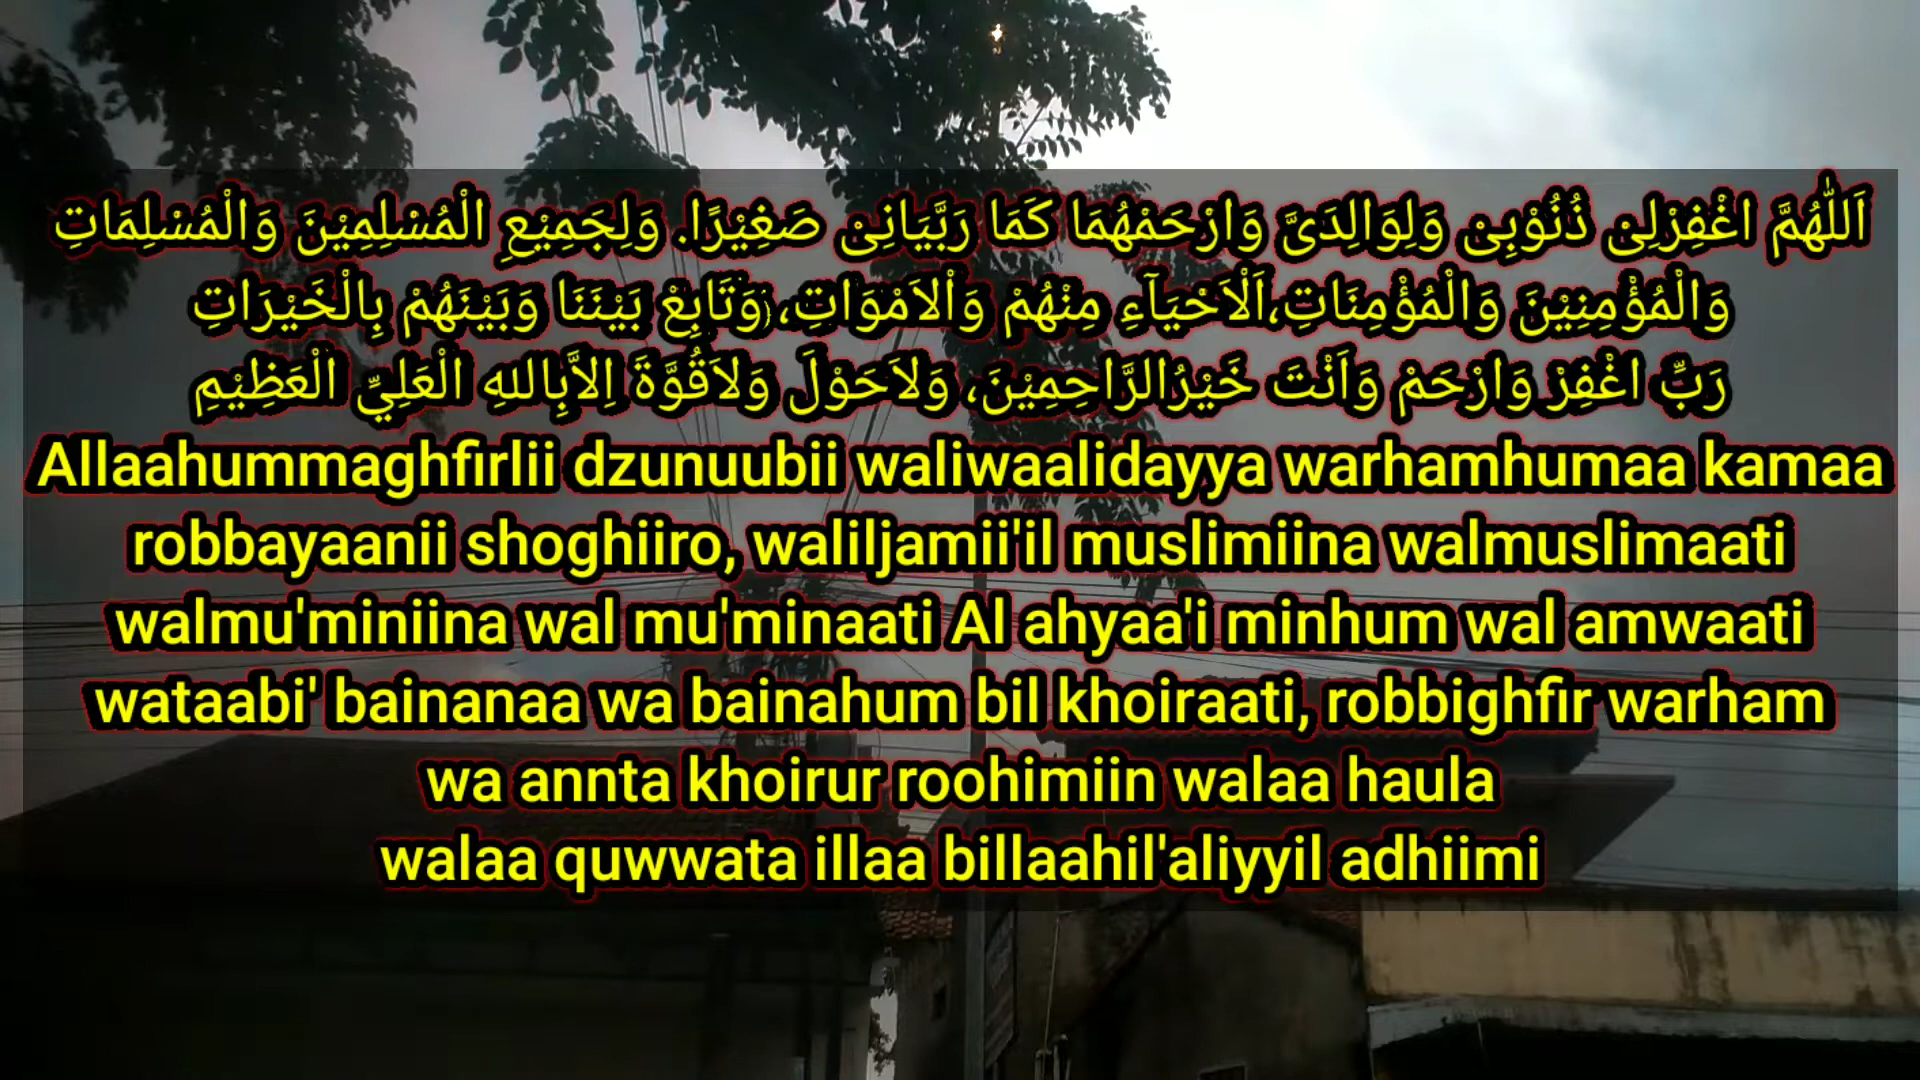 اَللّٰهُمَّ اغْفِرْلِىْ ذُنُوْبِىْ وَلِوَالِدَىَّ وَارْحَمْهُمَا كَمَا رَبَّيَانِىْ صَغِيْرًا. وَلِجَمِيْعِ الْمُسْلِمِيْنَ وَالْمُسْلِمَاتِ
وَالْمُؤْمِنِيْنَ وَالْمُؤْمِنَاتِ،اَلْاَحْيَآءِ مِنْهُمْ وَاْلاَمْوَاتِ،﴿وَتَابِعْ بَيْنَنَا وَبَيْنَهُمْ بِالْخَيْرَاتِ
رَبِّ اغْفِرْ وَارْحَمْ وَاَنْتَ خَيْرُالرَّاحِمِيْنَ، وَلاَحَوْلَ وَلاَقُوَّةَ اِلاَّبِاللهِ الْعَلِيِّ الْعَظِيْمِ
Allaahummaghfirlii dzunuubii waliwaalidayya warhamhumaa kamaa
robbayaanii shoghiiro, waliljamii'il muslimiina walmuslimaati
walmu'miniina wal mu'minaati Al ahyaa'i minhum wal amwaati
wataabi' bainanaa wa bainahum bil khoiraati, robbighfir warham
wa annta khoirur roohimiin walaa haula
walaa quwwata illaa billaahil'aliyyil adhiimi